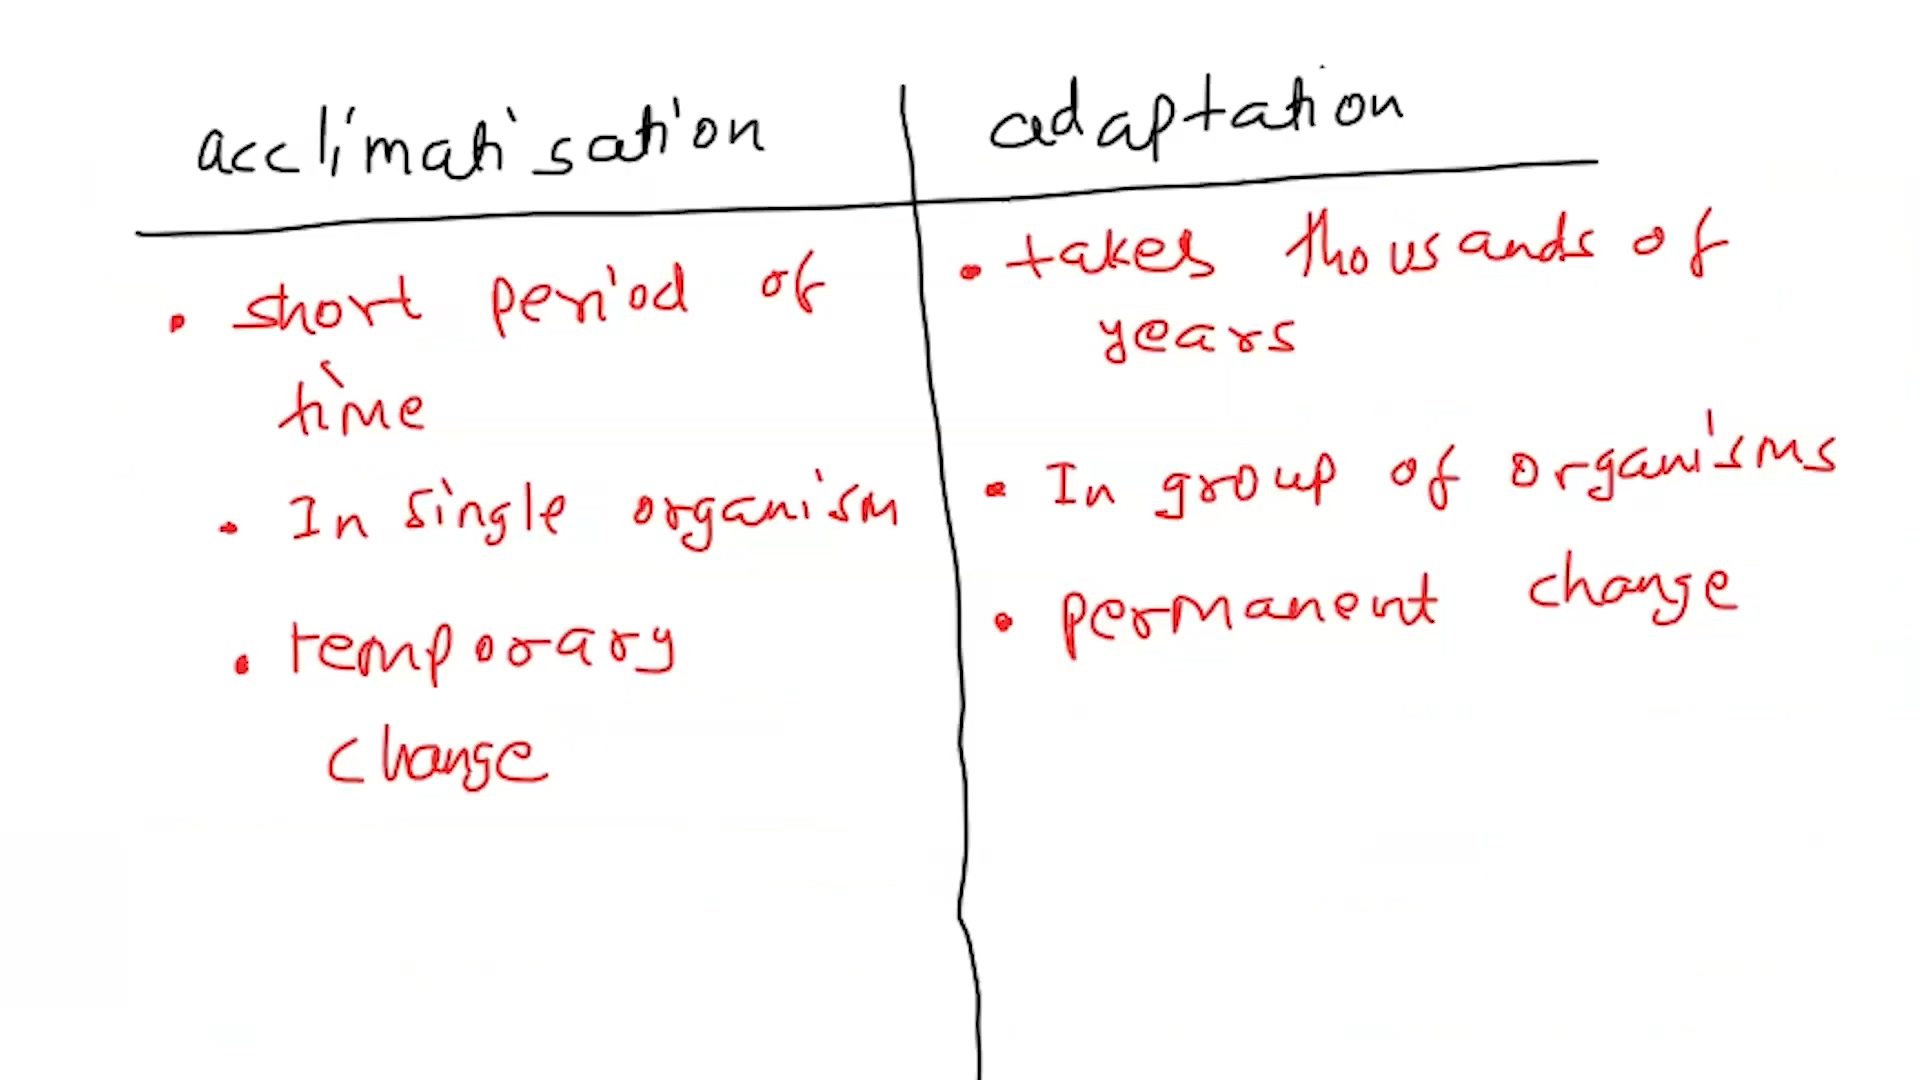 acclimatisation
• short period of
time
• In single organism
• temporary
change
adaptation
• takes thousands of
years
• In group of organisms
• permanent change